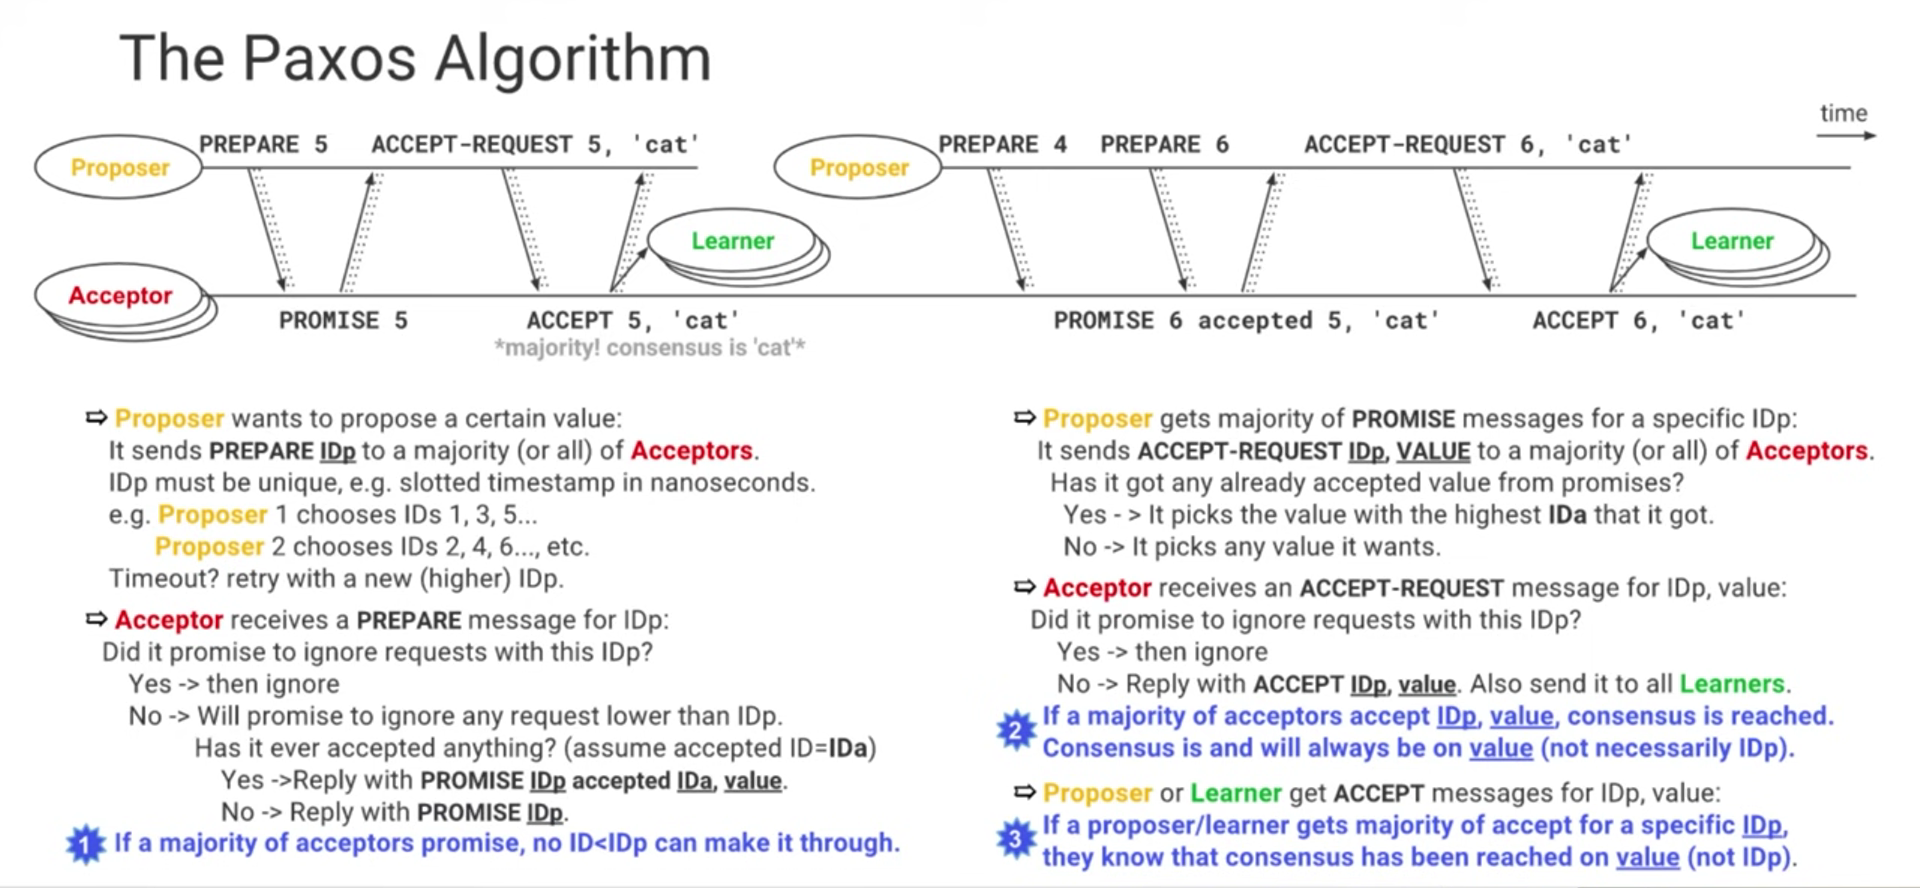 The Paxos Algorithm
time
PREPARE 5 ACCEPT-REQUEST 5, 'cat'
PREPARE 4 PREPARE 6 ACCEPT-REQUEST 6, 'cat'
Proposer
Proposer
Learner
Learner
Acceptor
PROMISE 5 ACCEPT 5, 'cat'
PROMISE 6 accepted 5, 'cat' ACCEPT 6, 'cat'
*majority! consensus is 'cat'*
⇨ Proposer wants to propose a certain value:
It sends PREPARE IDp to a majority (or all) of Acceptors.
IDp must be unique, e.g. slotted timestamp in nanoseconds.
e.g. Proposer 1 chooses IDs 1, 3, 5...
Proposer 2 chooses IDs 2, 4, 6..., etc.
Timeout? retry with a new (higher) IDp.
⇨ Acceptor receives a PREPARE message for IDp:
Did it promise to ignore requests with this IDp?
Yes -> then ignore
No -> Will promise to ignore any request lower than IDp.
Has it ever accepted anything? (assume accepted ID=IDa)
Yes ->Reply with PROMISE IDp accepted IDa, value.
No -> Reply with PROMISE IDp.
1 If a majority of acceptors promise, no ID<IDp can make it through.
⇨ Proposer gets majority of PROMISE messages for a specific IDp:
It sends ACCEPT-REQUEST IDp, VALUE to a majority (or all) of Acceptors.
Has it got any already accepted value from promises?
Yes - > It picks the value with the highest IDa that it got.
No -> It picks any value it wants.
⇨ Acceptor receives an ACCEPT-REQUEST message for IDp, value:
Did it promise to ignore requests with this IDp?
Yes -> then ignore
No -> Reply with ACCEPT IDp, value. Also send it to all Learners.
2 If a majority of acceptors accept IDp, value, consensus is reached.
Consensus is and will always be on value (not necessarily IDp).
⇨ Proposer or Learner get ACCEPT messages for IDp, value:
3 If a proposer/learner gets majority of accept for a specific IDp,
they know that consensus has been reached on value (not IDp).